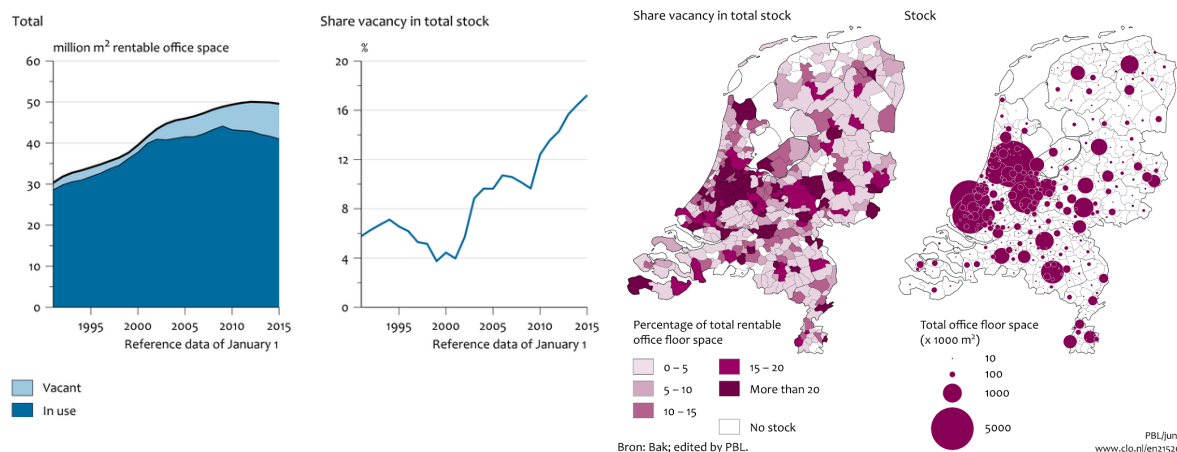 Total
million m² rentable office space
60
50
40
30
20
10
0
1995 2000 2005 2010 2015
Reference data of January 1
Vacant
In use
Share vacancy in total stock
%
20
16
12
8
4
0
1995 2000 2005 2010 2015
Reference data of January 1
Share vacancy in total stock
Percentage of total rentable
office floor space
0 – 5
5 – 10
10 – 15
15 – 20
More than 20
No stock
Bron: Bak; edited by PBL.
Stock
Total office floor space
(x 1000 m²)
10
100
1000
5000
PBL/jun
www.clo.nl/en21526